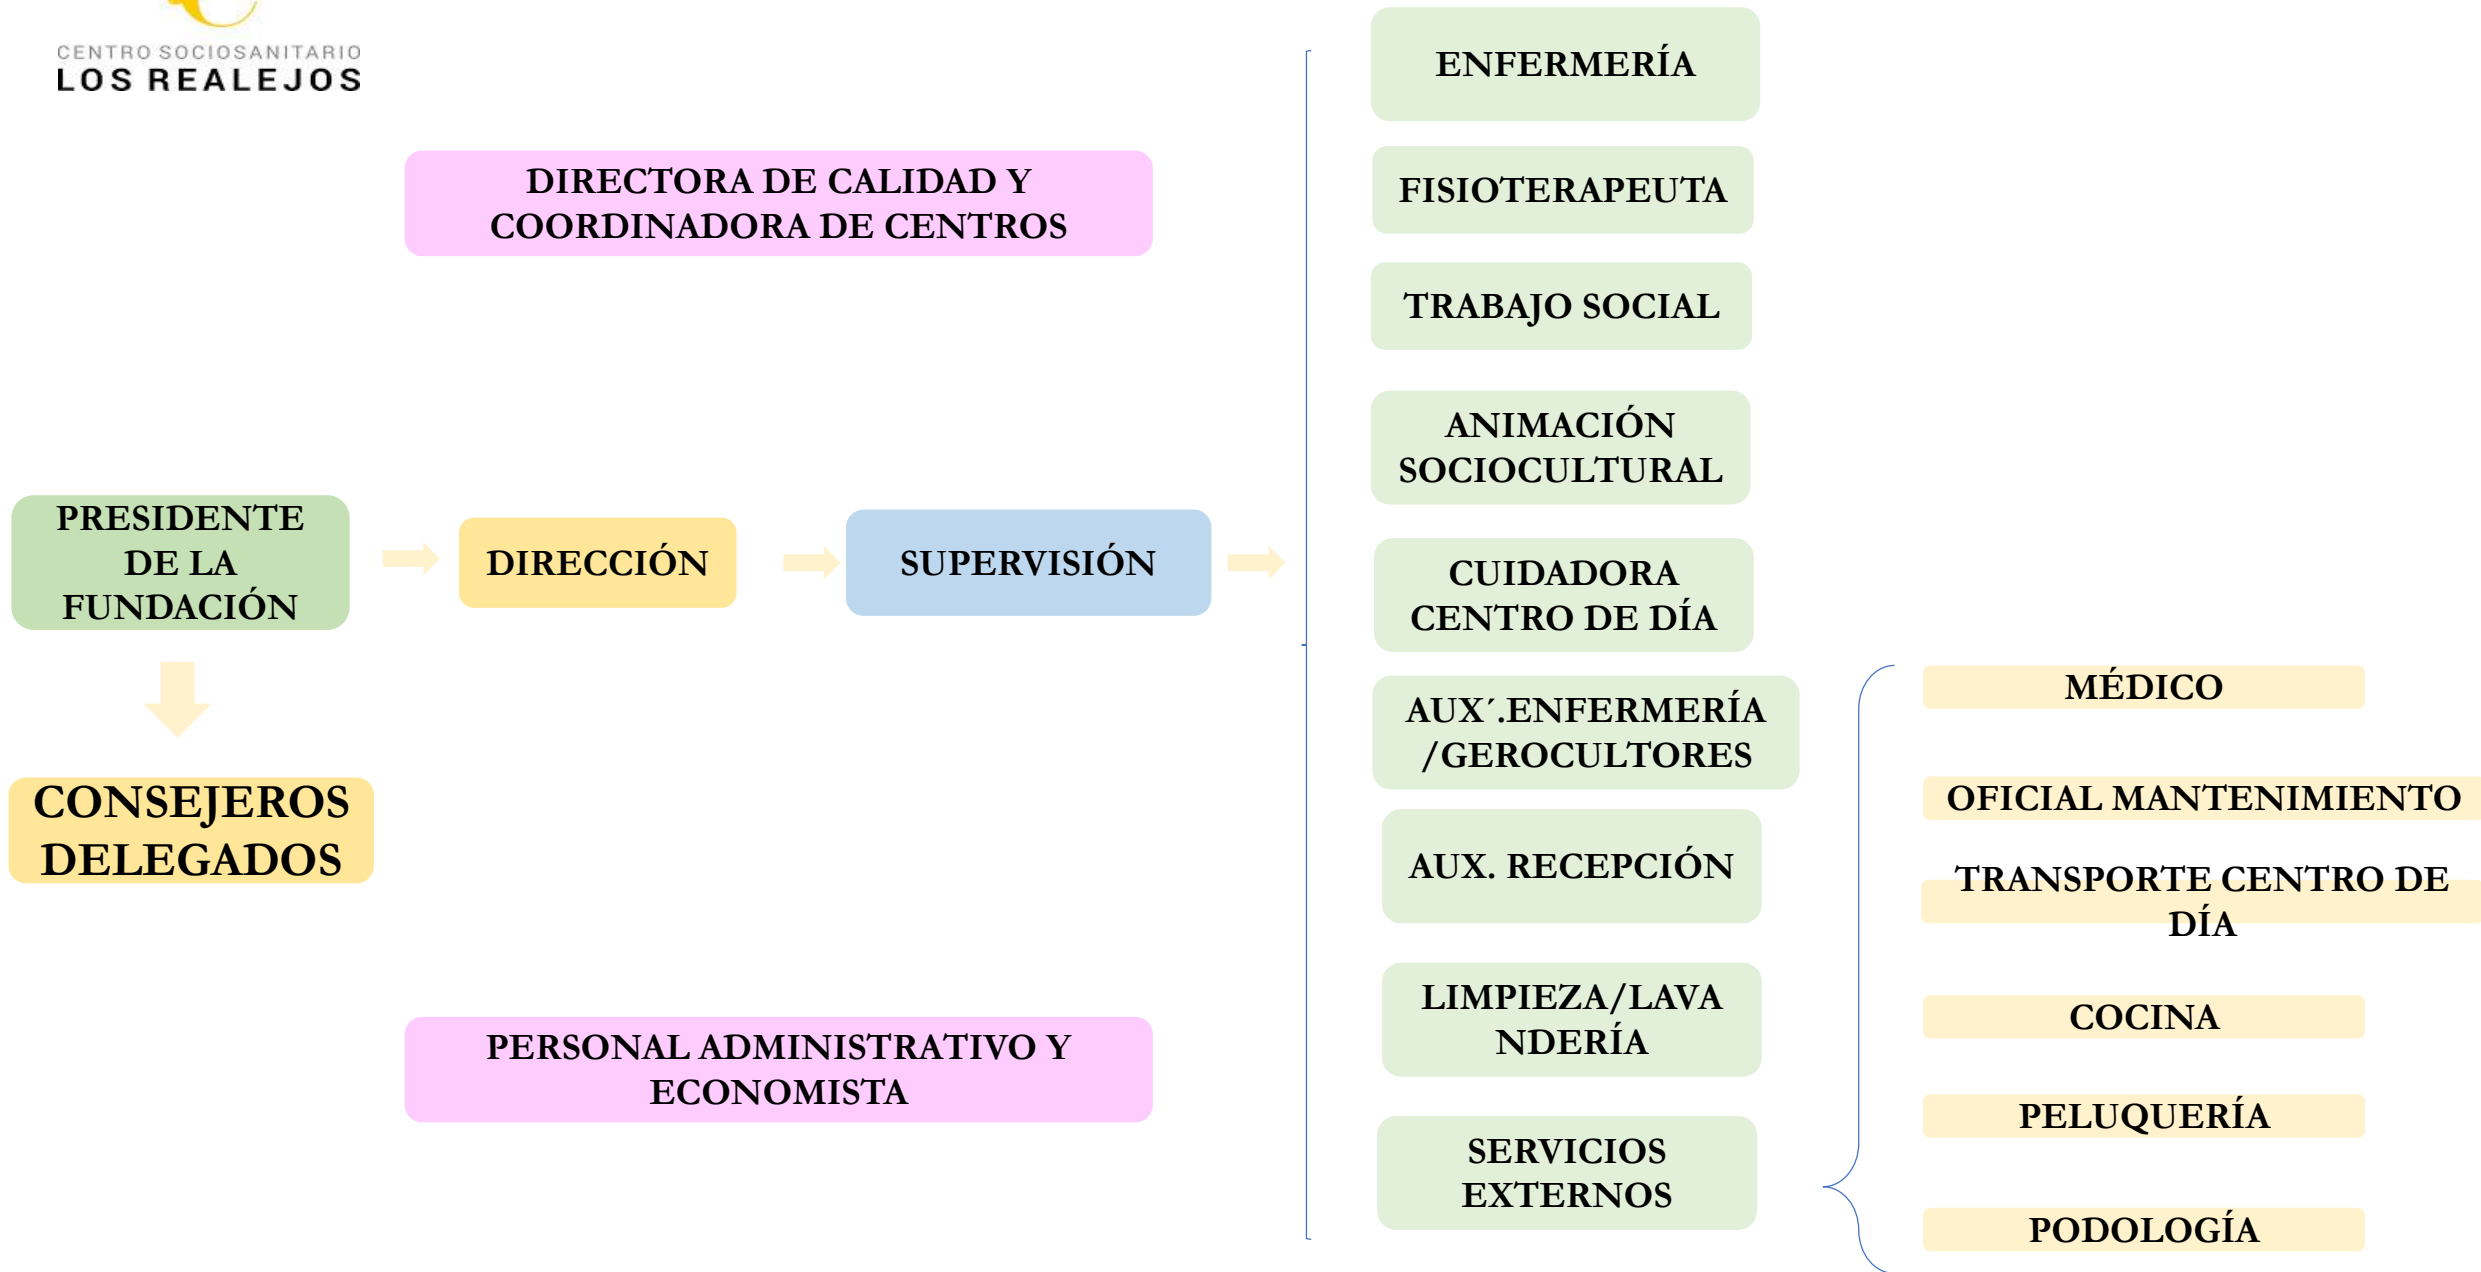 CENTRO SOCIOSANITARIO
LOS REALEJOS
DIRECTORA DE CALIDAD Y
COORDINADORA DE CENTROS
PRESIDENTE
DE LA
FUNDACIÓN
DIRECCIÓN
SUPERVISIÓN
CONSEJEROS
DELEGADOS
PERSONAL ADMINISTRATIVO Y
ECONOMISTA
ENFERMERÍA
FISIOTERAPEUTA
TRABAJO SOCIAL
ANIMACIÓN
SOCIOCULTURAL
CUIDADORA
CENTRO DE DÍA
AUX´.ENFERMERÍA
/GEROCULTORES
AUX. RECEPCIÓN
LIMPIEZA/LAVA
NDERÍA
SERVICIOS
EXTERNOS
MÉDICO
OFICIAL MANTENIMIENTO
TRANSPORTE CENTRO DE
DÍA
COCINA
PELUQUERÍA
PODOLOGÍA